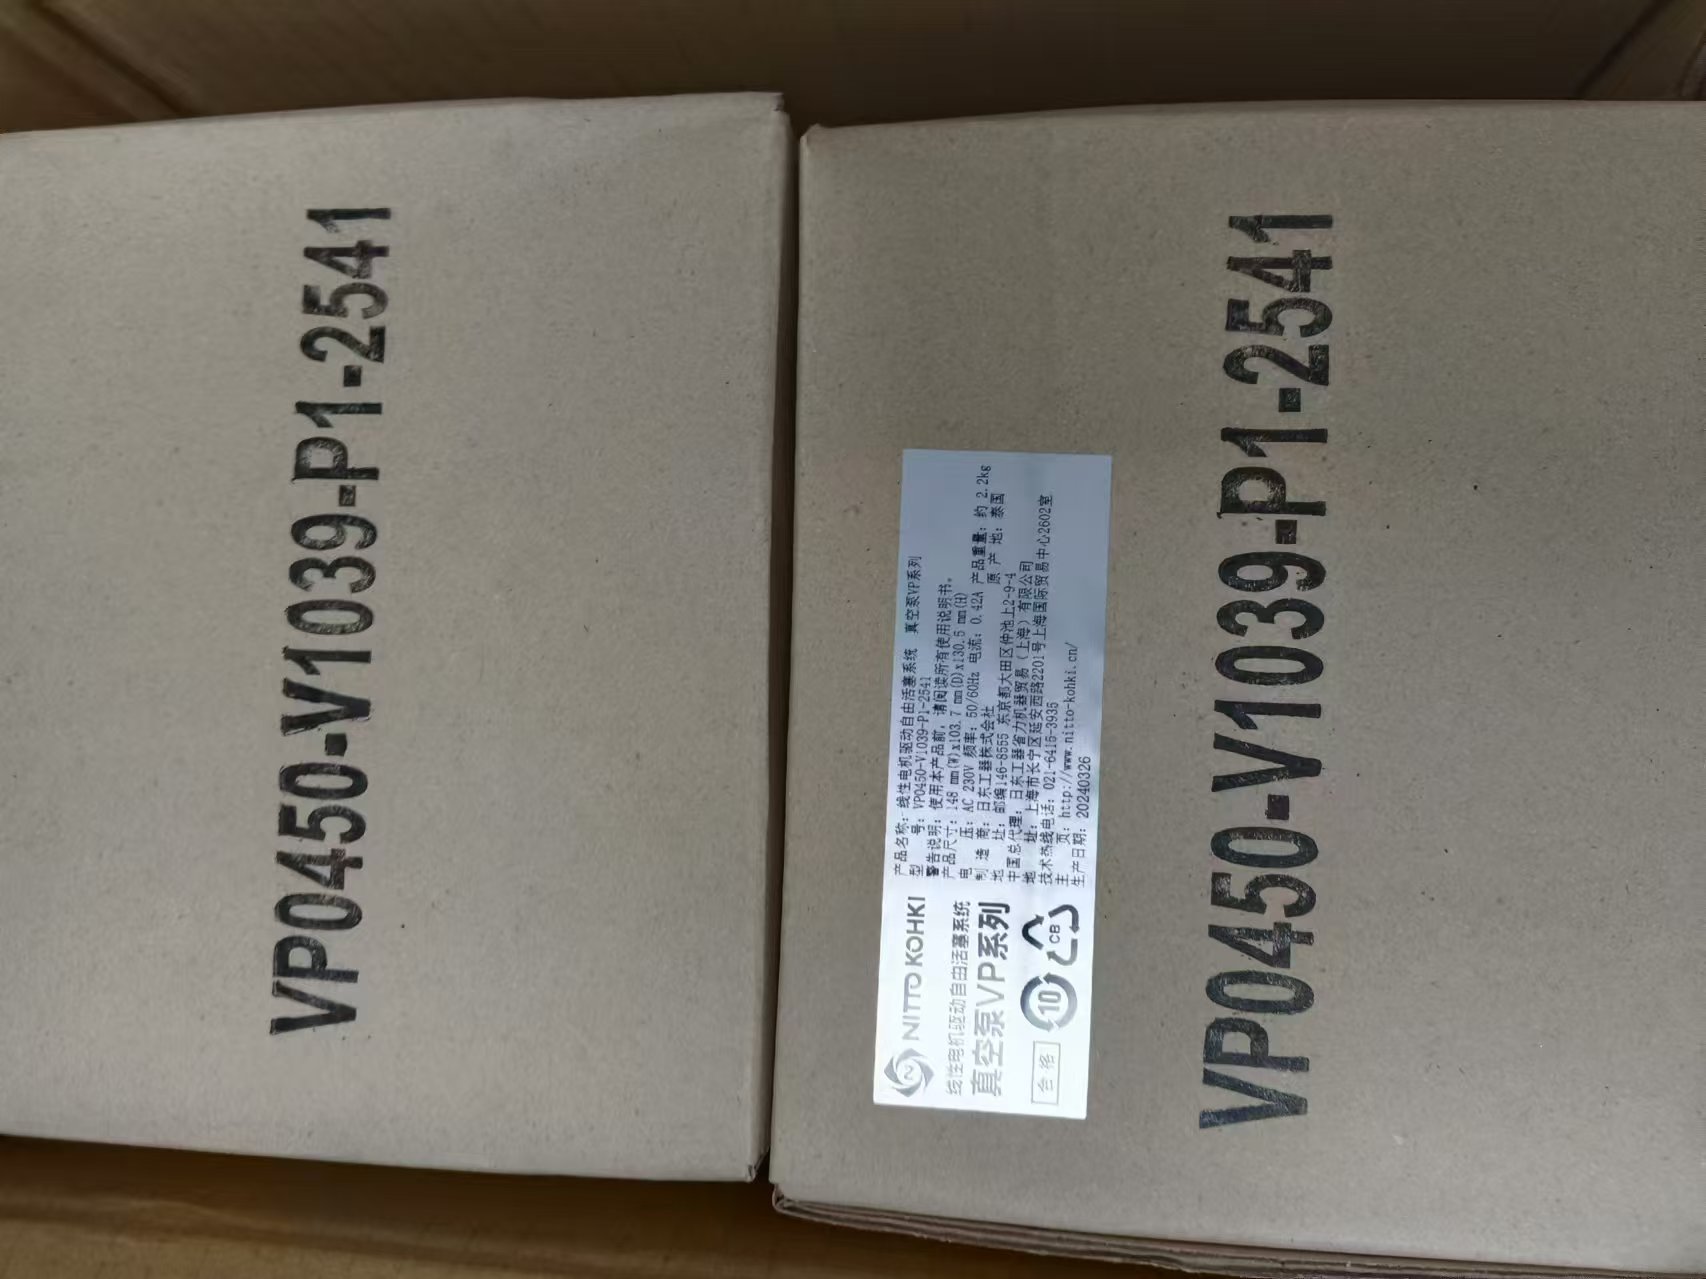 VP0450-V1039-P1-2541
NITTO KOHKI
线性电机驱动自由活塞系统
真空泵VP系列
合格
10
CB
产品名称: 线性电机驱动自由活塞系统 真空泵VP系列
型 号: VP0450-V1039-P1-2541
警告说明: 使用本产品前, 请阅读所有使用说明书。
产品尺寸: 148 mm(W)x103.7 mm(D)x130.5 mm(H)
电 压: AC 230V 频率: 50/60Hz 电流: 0.42A 产品重量: 约 2.2kg
制 造 商: 日东工器株式会社 原 产 地: 泰国
地 址: 邮编146-8555 东京都大田区仲池上2-9-4
中国总代理: 日东工器省力机器贸易(上海)有限公司
地 址: 上海市长宁区延安西路2201号上海国际贸易中心2602室
技术热线电话: 021-6415-3935
主 页: http://www.nitto-kohki.cn/
生产日期: 20240326
VP0450-V1039-P1-2541